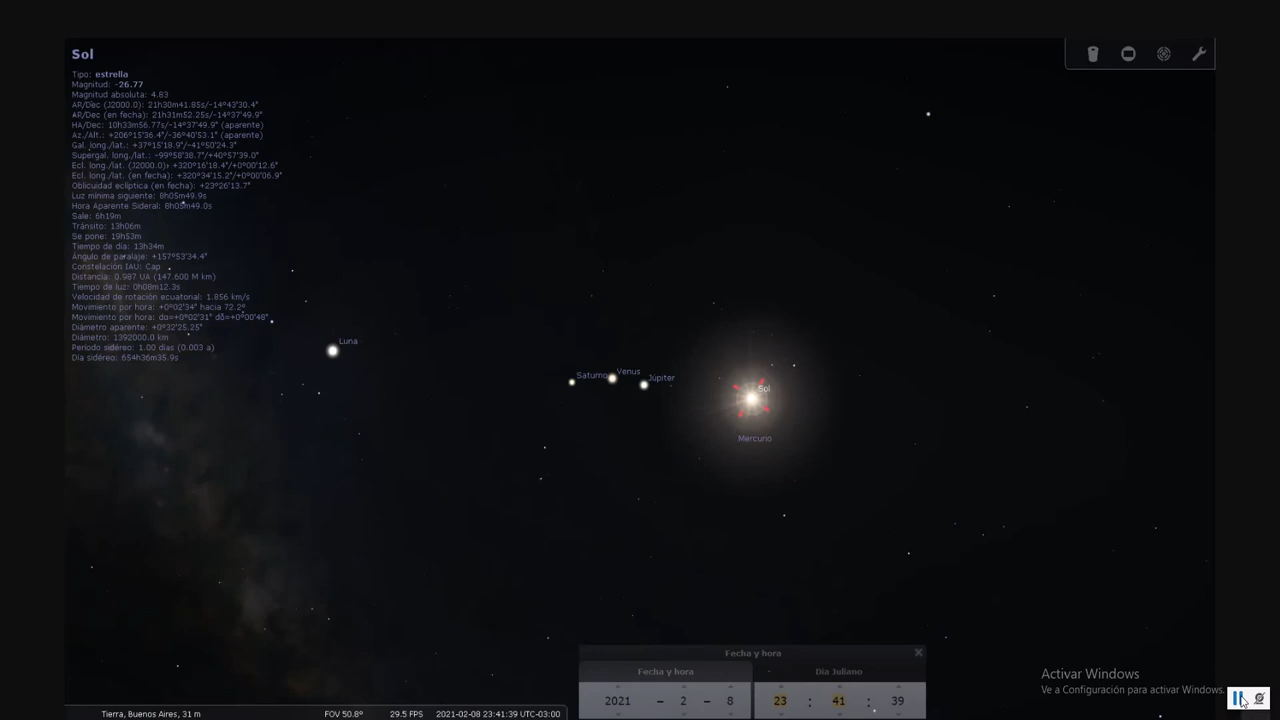 Sol
Tipo: estrella
Magnitud: -26.77
Magnitud absoluta: 4.83
AR/Dec (J2000.0): 21h30m41.85s/-14°43'30.4"
AR/Dec (en fecha): 21h31m52.25s/-14°37'49.9"
HA/Dec: 10h33m56.77s/-14°37'49.9" (aparente)
Az./Alt.: +206°15'36.4"/-36°40'53.1" (aparente)
Gal. long./lat.: +37°15'18.9"/-41°50'24.3"
Supergal. long./lat.: -99°58'38.7"/+40°57'39.0"
Ecl. long./lat. (J2000.0): +320°16'18.4"/+0°00'12.6"
Ecl. long./lat. (en fecha): +320°34'15.2"/+0°00'06.9"
Oblicuidad eclíptica (en fecha): +23°26'13.7"
Luz mínima siguiente: 8h05m49.9s
Hora Aparente Sideral: 8h05m49.0s
Sale: 6h19m
Tránsito: 13h06m
Se pone: 19h53m
Tiempo de día: 13h34m
Ángulo de paralaje: +157°53'34.4"
Constelación IAU: Cap
Distancia: 0.987 UA (147.600 M km)
Tiempo de luz: 0h08m12.3s
Velocidad de rotación ecuatorial: 1.856 km/s
Movimiento por hora: +0°02'34" hacia 72.2°
Movimiento por hora: dα=+0°02'31" dδ=+0°00'48"
Diámetro aparente: +0°32'25.25"
Diámetro: 1392000.0 km
Período sidéreo: 1.00 días (0.003 a)
Día sidéreo: 654h36m35.9s
Luna
Saturno
Venus
Júpiter
Sol
Mercurio
Fecha y hora
Fecha y hora
Día Juliano
2021 - 2 - 8 23 : 41 : 39
Activar Windows
Ve a Configuración para activar Windows.
Tierra, Buenos Aires, 31 m FOV 50.8° 29.5 FPS 2021-02-08 23:41:39 UTC-03:00